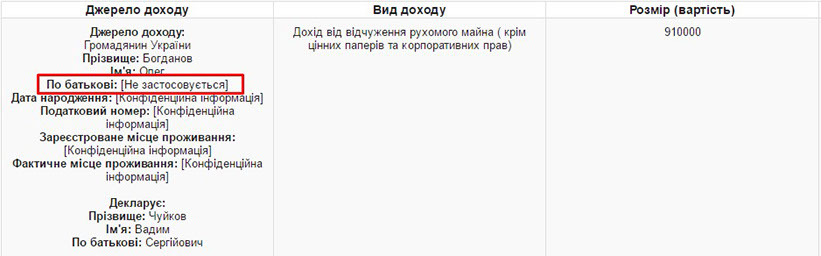 Джерело доходу Вид доходу Розмір (вартість)
Джерело доходу: Дохід від відчуження рухомого майна ( крім 910000
Громадянин України цінних паперів та корпоративних прав)
Прізвище: Богданов
Ім'я: Олег
По батькові: [Не застосовується]
Дата народження: [Конфіденційна інформація]
Податковий номер: [Конфіденційна
інформація]
Зареєстроване місце проживання:
[Конфіденційна інформація]
Фактичне місце проживання: [Конфіденційна
інформація]
Декларує:
Прізвище: Чуйков
Ім'я: Вадим
По батькові: Сергійович